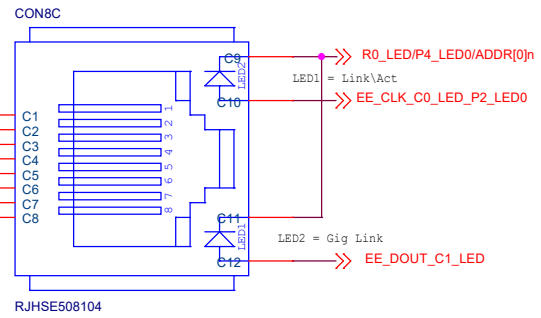 CON8C
C9
R0_LED/P4_LED0/ADDR[0]n
LED2
LED1 = Link\Act
C10
EE_CLK_C0_LED_P2_LED0
C1
C2
C3
C4
C5
C6
C7
C8
1
2
3
4
5
6
7
8
C11
LED1
LED2 = Gig Link
C12
EE_DOUT_C1_LED
RJHSE508104